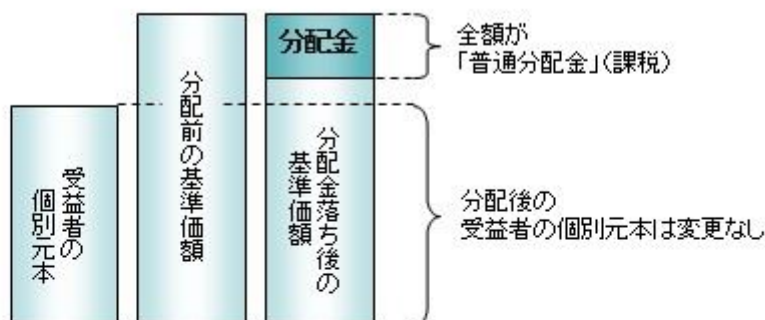 受益者の
個別元本
分配前の基準価額
分配金
分配金落ち後の
基準価額
全額が
「普通分配金」(課税)
分配後の
受益者の個別元本は変更なし